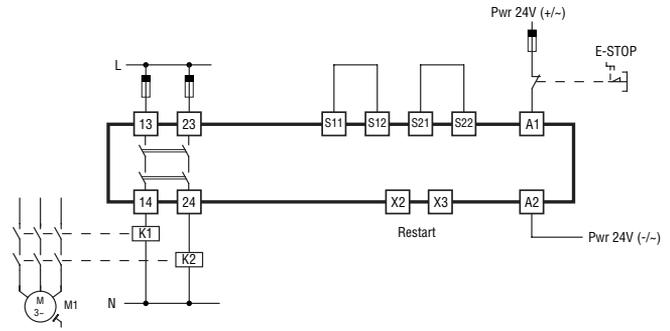 Pwr 24V (+/~)
E-STOP
L
13
23
S11
S12
S21
S22
A1
14
24
X2
X3
A2
K1
Restart
Pwr 24V (-/~)
K2
M
3~
M1
N